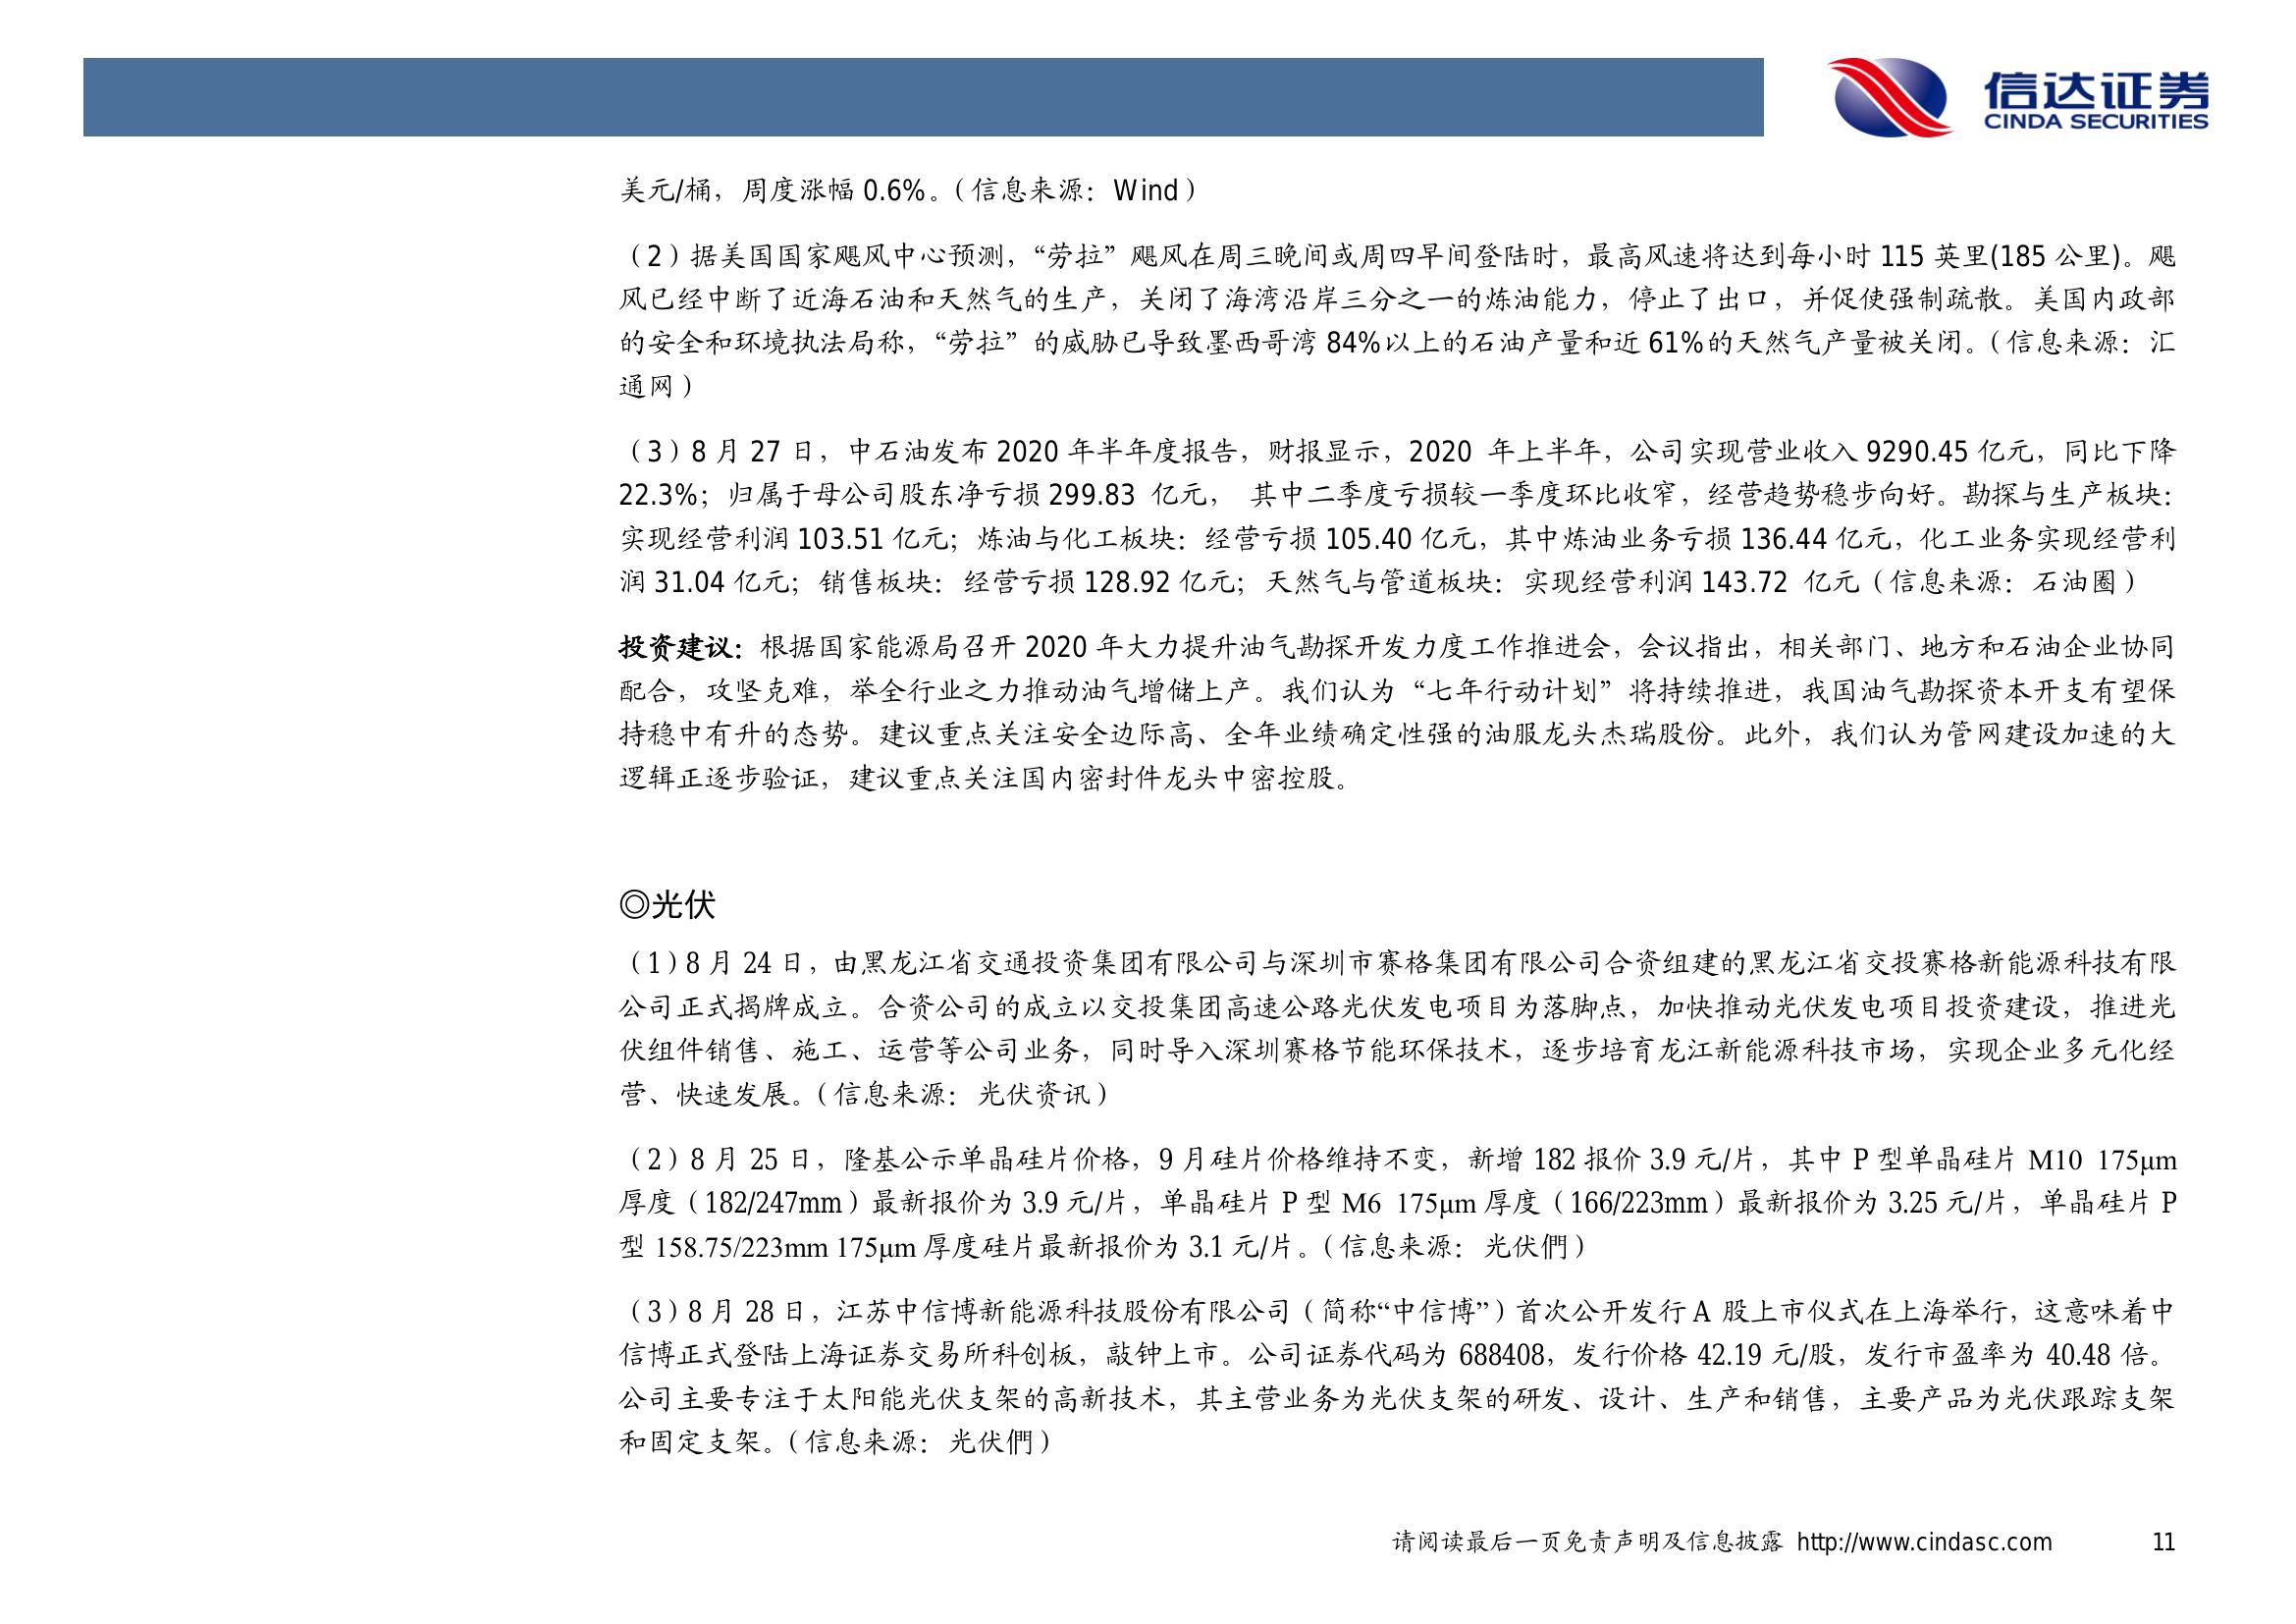 信达证券
CINDA SECURITIES
美元/桶，周度涨幅 0.6%。（信息来源：Wind）
（2）据美国国家飓风中心预测，“劳拉”飓风在周三晚间或周四早间登陆时，最高风速将达到每小时 115 英里(185 公里)。飓
风已经中断了近海石油和天然气的生产，关闭了海湾沿岸三分之一的炼油能力，停止了出口，并促使强制疏散。美国内政部
的安全和环境执法局称，“劳拉”的威胁已导致墨西哥湾 84%以上的石油产量和近 61%的天然气产量被关闭。（信息来源：汇
通网）
（3）8 月 27 日，中石油发布 2020 年半年度报告，财报显示，2020 年上半年，公司实现营业收入 9290.45 亿元，同比下降
22.3%；归属于母公司股东净亏损 299.83 亿元， 其中二季度亏损较一季度环比收窄，经营趋势稳步向好。勘探与生产板块：
实现经营利润 103.51 亿元；炼油与化工板块：经营亏损 105.40 亿元，其中炼油业务亏损 136.44 亿元，化工业务实现经营利
润 31.04 亿元；销售板块：经营亏损 128.92 亿元；天然气与管道板块：实现经营利润 143.72 亿元（信息来源：石油圈）
投资建议：根据国家能源局召开 2020 年大力提升油气勘探开发力度工作推进会，会议指出，相关部门、地方和石油企业协同
配合，攻坚克难，举全行业之力推动油气增储上产。我们认为“七年行动计划”将持续推进，我国油气勘探资本开支有望保
持稳中有升的态势。建议重点关注安全边际高、全年业绩确定性强的油服龙头杰瑞股份。此外，我们认为管网建设加速的大
逻辑正逐步验证，建议重点关注国内密封件龙头中密控股。
◎光伏
（1）8 月 24 日，由黑龙江省交通投资集团有限公司与深圳市赛格集团有限公司合资组建的黑龙江省交投赛格新能源科技有限
公司正式揭牌成立。合资公司的成立以交投集团高速公路光伏发电项目为落脚点，加快推动光伏发电项目投资建设，推进光
伏组件销售、施工、运营等公司业务，同时导入深圳赛格节能环保技术，逐步培育龙江新能源科技市场，实现企业多元化经
营、快速发展。（信息来源：光伏资讯）
（2）8 月 25 日，隆基公示单晶硅片价格，9 月硅片价格维持不变，新增 182 报价 3.9 元/片，其中 P 型单晶硅片 M10 175μm
厚度（182/247mm）最新报价为 3.9 元/片，单晶硅片 P 型 M6 175μm 厚度（166/223mm）最新报价为 3.25 元/片，单晶硅片 P
型 158.75/223mm 175μm 厚度硅片最新报价为 3.1 元/片。（信息来源：光伏們）
（3）8 月 28 日，江苏中信博新能源科技股份有限公司（简称“中信博”）首次公开发行 A 股上市仪式在上海举行，这意味着中
信博正式登陆上海证券交易所科创板，敲钟上市。公司证券代码为 688408，发行价格 42.19 元/股，发行市盈率为 40.48 倍。
公司主要专注于太阳能光伏支架的高新技术，其主营业务为光伏支架的研发、设计、生产和销售，主要产品为光伏跟踪支架
和固定支架。（信息来源：光伏們）
请阅读最后一页免责声明及信息披露 http://www.cindasc.com 11